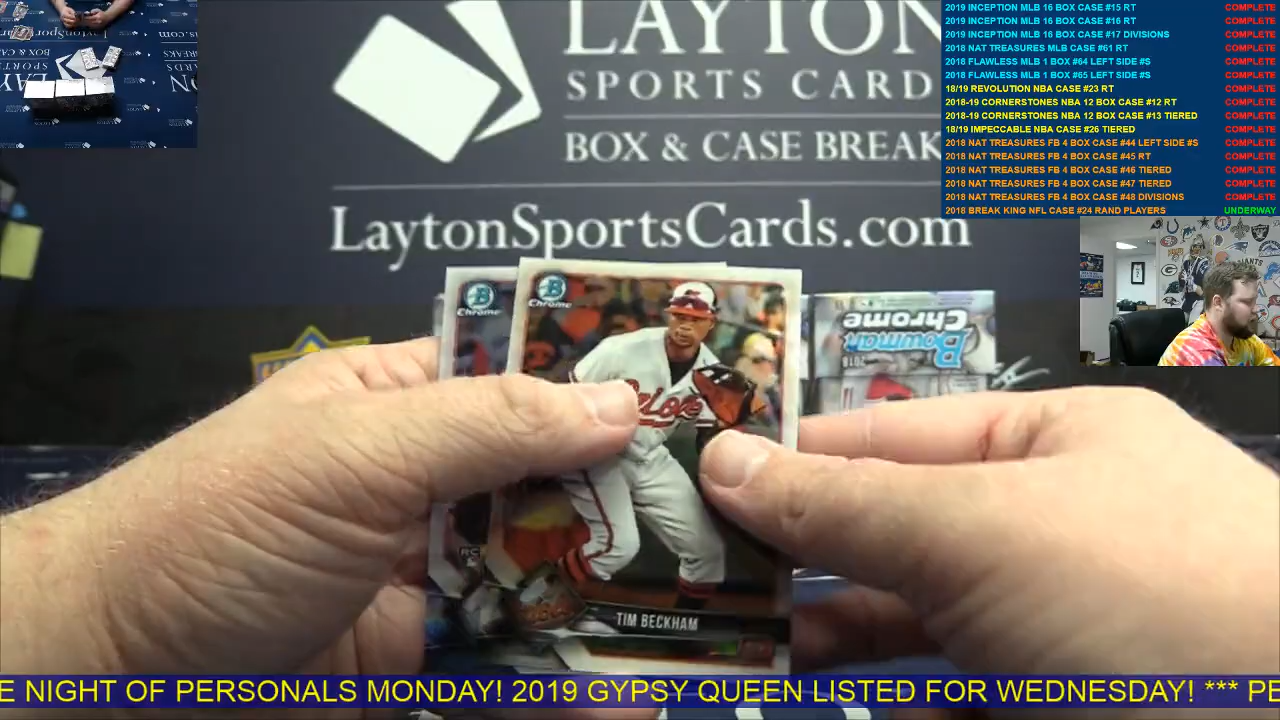 LAYTON
SPORTS CARD
BOX & CASE BREAK
LaytonSportsCards.com
2019 INCEPTION MLB 16 BOX CASE #15 RT COMPLETE
2019 INCEPTION MLB 16 BOX CASE #16 RT COMPLETE
2019 INCEPTION MLB 16 BOX CASE #17 DIVISIONS COMPLETE
2018 NAT TREASURES MLB CASE #61 RT COMPLETE
2018 FLAWLESS MLB 1 BOX #64 LEFT SIDE #S COMPLETE
2018 FLAWLESS MLB 1 BOX #65 LEFT SIDE #S COMPLETE
18/19 REVOLUTION NBA CASE #23 RT COMPLETE
2018-19 CORNERSTONES NBA 12 BOX CASE #12 RT COMPLETE
2018-19 CORNERSTONES NBA 12 BOX CASE #13 TIERED COMPLETE
18/19 IMPECCABLE NBA CASE #26 TIERED COMPLETE
2018 NAT TREASURES FB 4 BOX CASE #44 LEFT SIDE #S COMPLETE
2018 NAT TREASURES FB 4 BOX CASE #45 RT COMPLETE
2018 NAT TREASURES FB 4 BOX CASE #46 TIERED COMPLETE
2018 NAT TREASURES FB 4 BOX CASE #47 TIERED COMPLETE
2018 NAT TREASURES FB 4 BOX CASE #48 DIVISIONS COMPLETE
2018 BREAK KING NFL CASE #24 RAND PLAYERS UNDERWAY
Chrome
Chrome
2018 Bowman
Chrome
Orioles
RC
TIM BECKHAM
E NIGHT OF PERSONALS MONDAY! 2019 GYPSY QUEEN LISTED FOR WEDNESDAY! *** PE